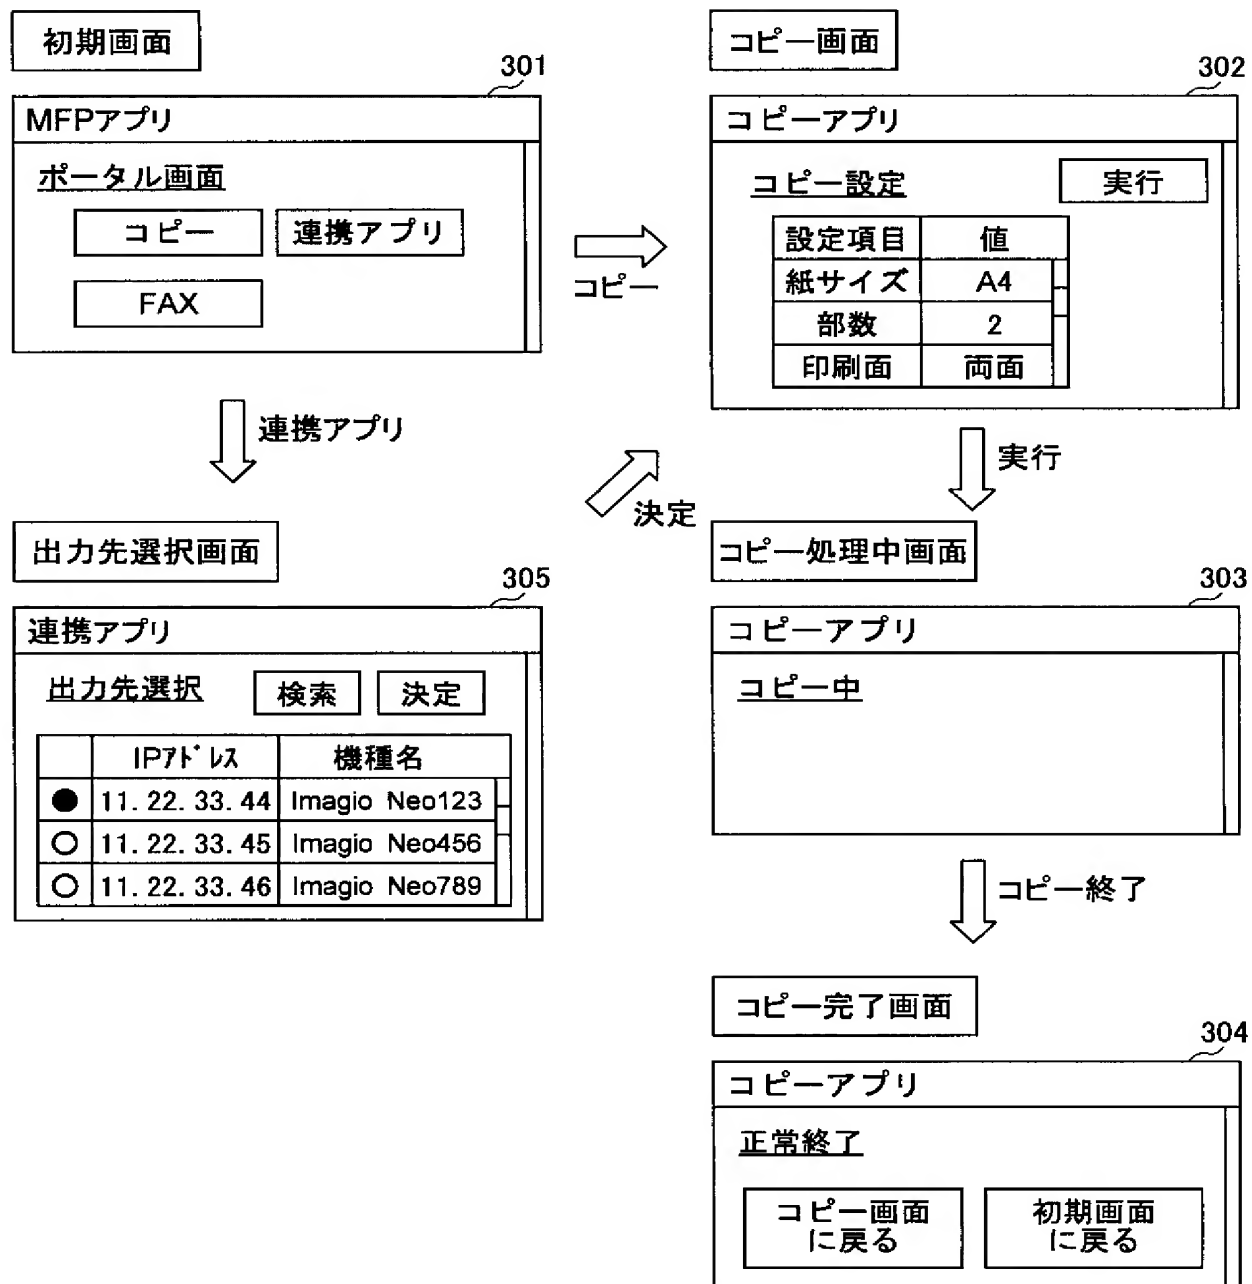 初期画面
301
MFPアプリ
ポータル画面
コピー 連携アプリ
FAX
コピー
連携アプリ
コピー画面
302
コピーアプリ
コピー設定 実行
設定項目 値
紙サイズ A4
部数 2
印刷面 両面
実行
決定
出力先選択画面
305
連携アプリ
出力先選択 検索 決定
IPアドレス 機種名
11.22.33.44 Imagio Neo123
11.22.33.45 Imagio Neo456
11.22.33.46 Imagio Neo789
コピー処理中画面
303
コピーアプリ
コピー中
コピー終了
コピー完了画面
304
コピーアプリ
正常終了
コピー画面
に戻る
初期画面
に戻る